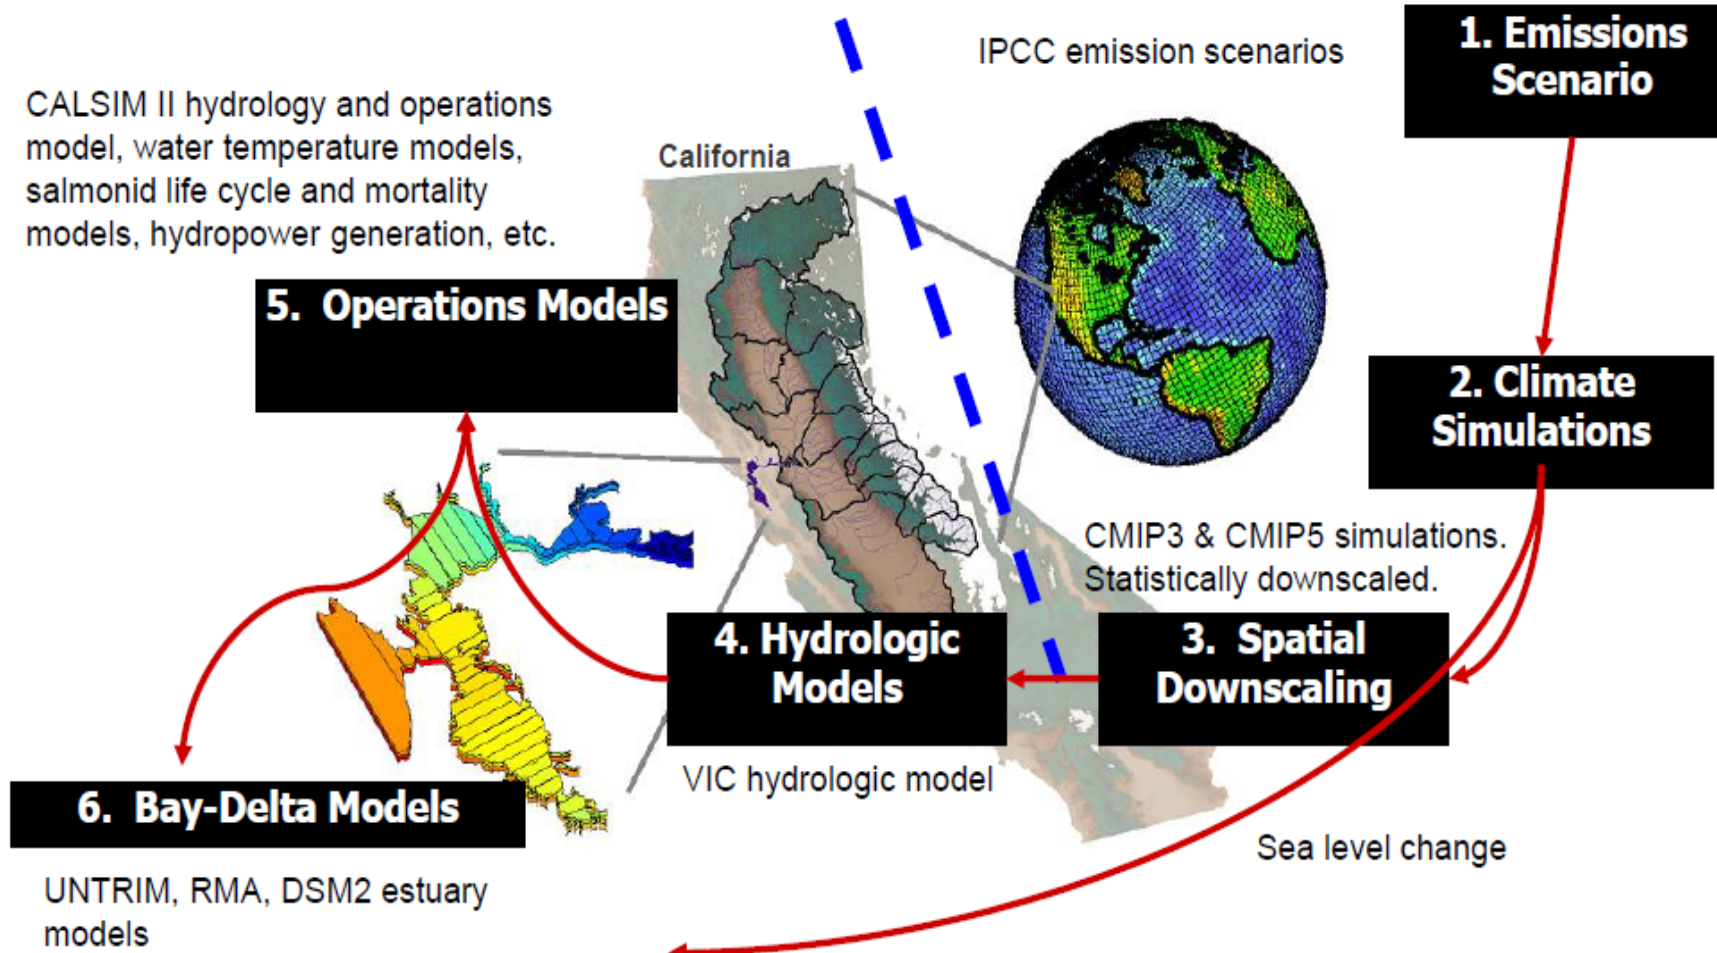 1. Emissions
Scenario
IPCC emission scenarios
CALSIM II hydrology and operations
model, water temperature models,
salmonid life cycle and mortality
models, hydropower generation, etc.
California
5. Operations Models
2. Climate
Simulations
CMIP3 & CMIP5 simulations.
Statistically downscaled.
3. Spatial
Downscaling
4. Hydrologic
Models
VIC hydrologic model
6. Bay-Delta Models
Sea level change
UNTRIM, RMA, DSM2 estuary
models